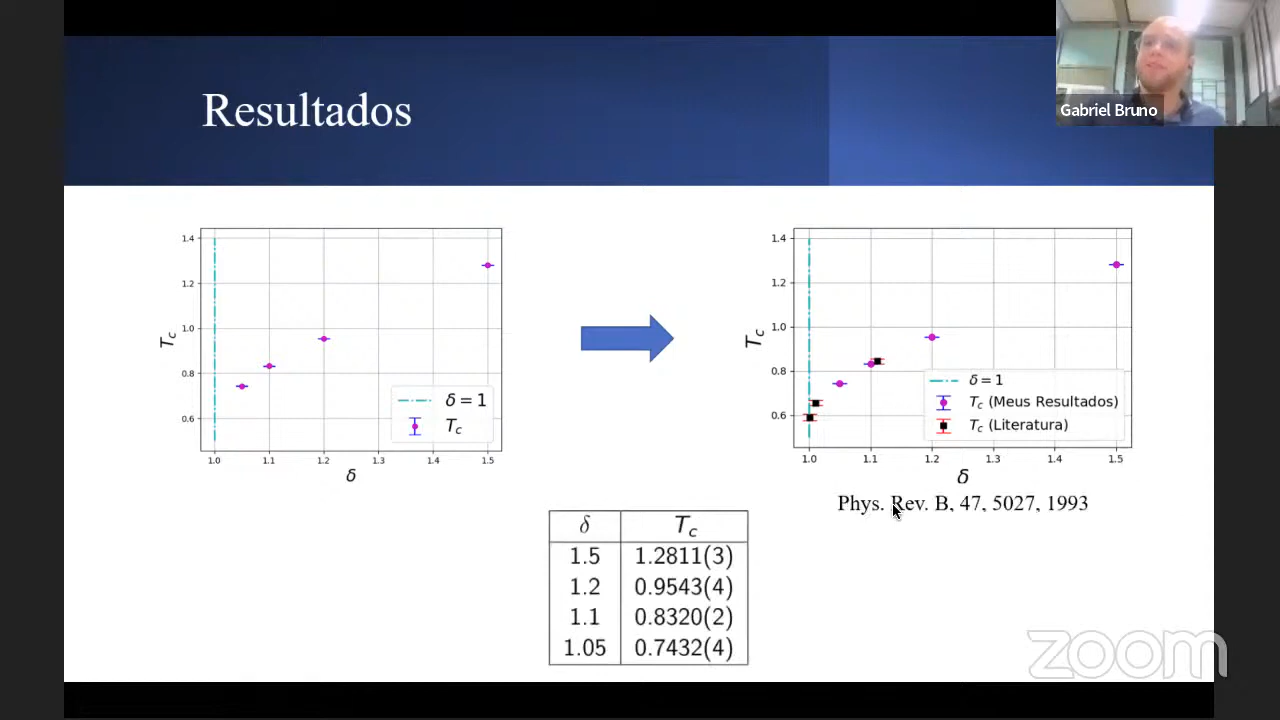 Gabriel Bruno
Resultados
1.4
1.2
1.0
0.8
0.6
T_c
1.0 1.1 1.2 1.3 1.4 1.5
δ
δ = 1
T_c
1.4
1.2
1.0
0.8
0.6
T_c
1.0 1.1 1.2 1.3 1.4 1.5
δ
δ = 1
T_c (Meus Resultados)
T_c (Literatura)
Phys. Rev. B, 47, 5027, 1993
δ T_c
1.5 1.2811(3)
1.2 0.9543(4)
1.1 0.8320(2)
1.05 0.7432(4)
zoom